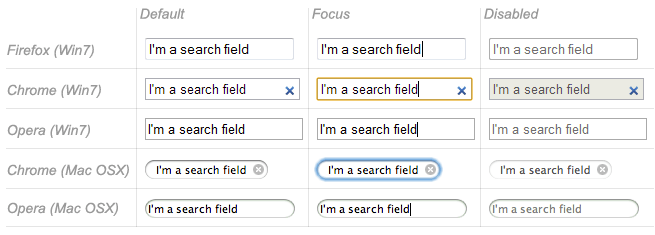 Default Focus Disabled
Firefox (Win7) I'm a search field I'm a search field I'm a search field
Chrome (Win7) I'm a search field I'm a search field I'm a search field
Opera (Win7) I'm a search field I'm a search field I'm a search field
Chrome (Mac OSX) I'm a search field I'm a search field I'm a search field
Opera (Mac OSX) I'm a search field I'm a search field I'm a search field